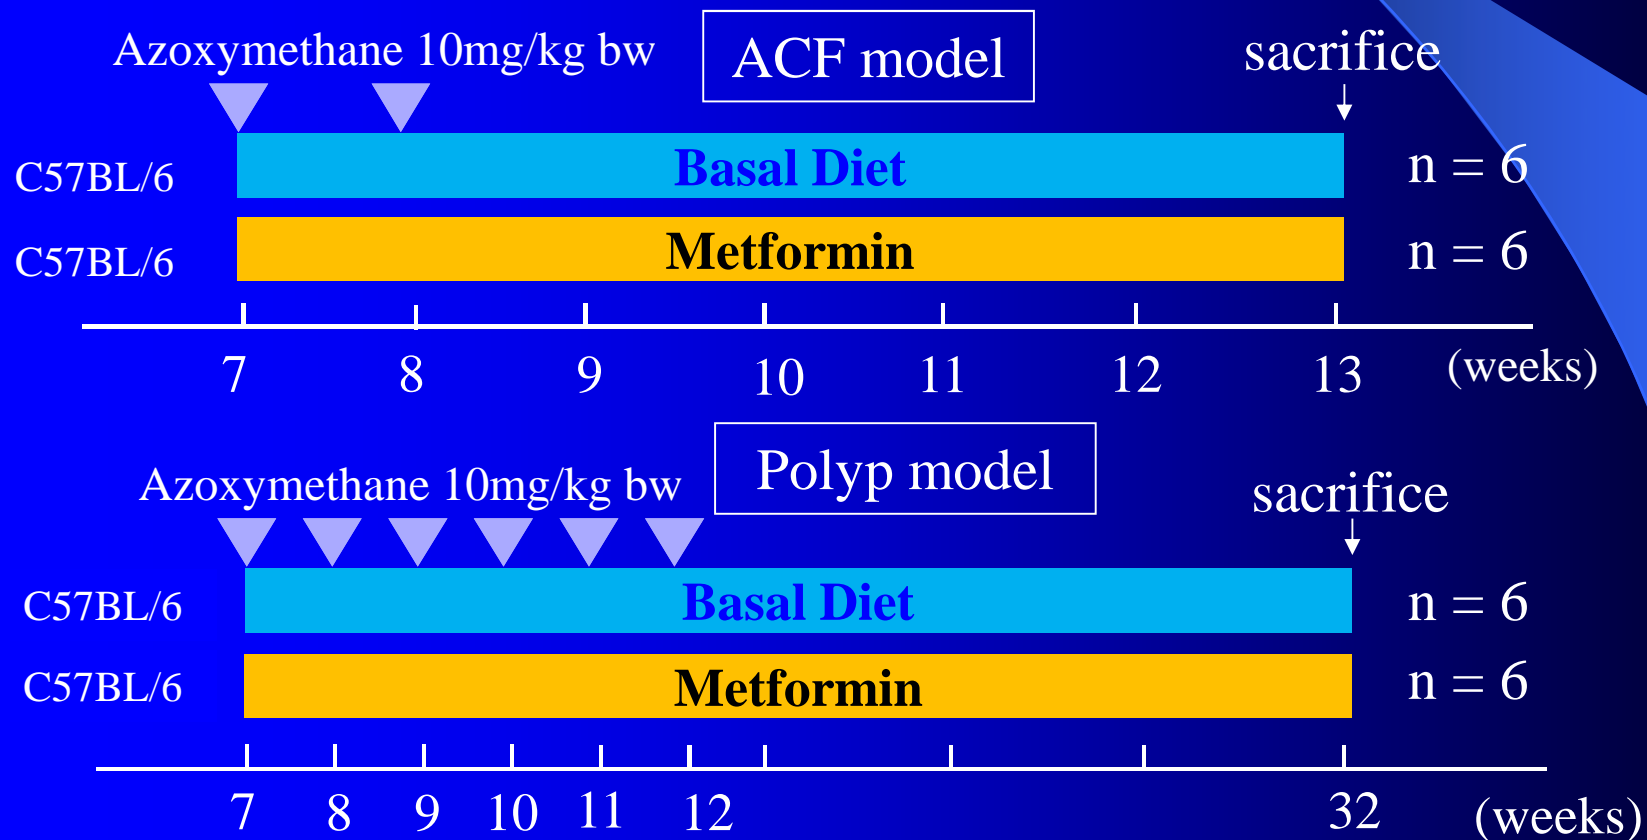 Azoxymethane 10mg/kg bw
ACF model
sacrifice
C57BL/6 Basal Diet n = 6
C57BL/6 Metformin n = 6
7 8 9 10 11 12 13 (weeks)
Azoxymethane 10mg/kg bw
Polyp model
sacrifice
C57BL/6 Basal Diet n = 6
C57BL/6 Metformin n = 6
7 8 9 10 11 12 32 (weeks)